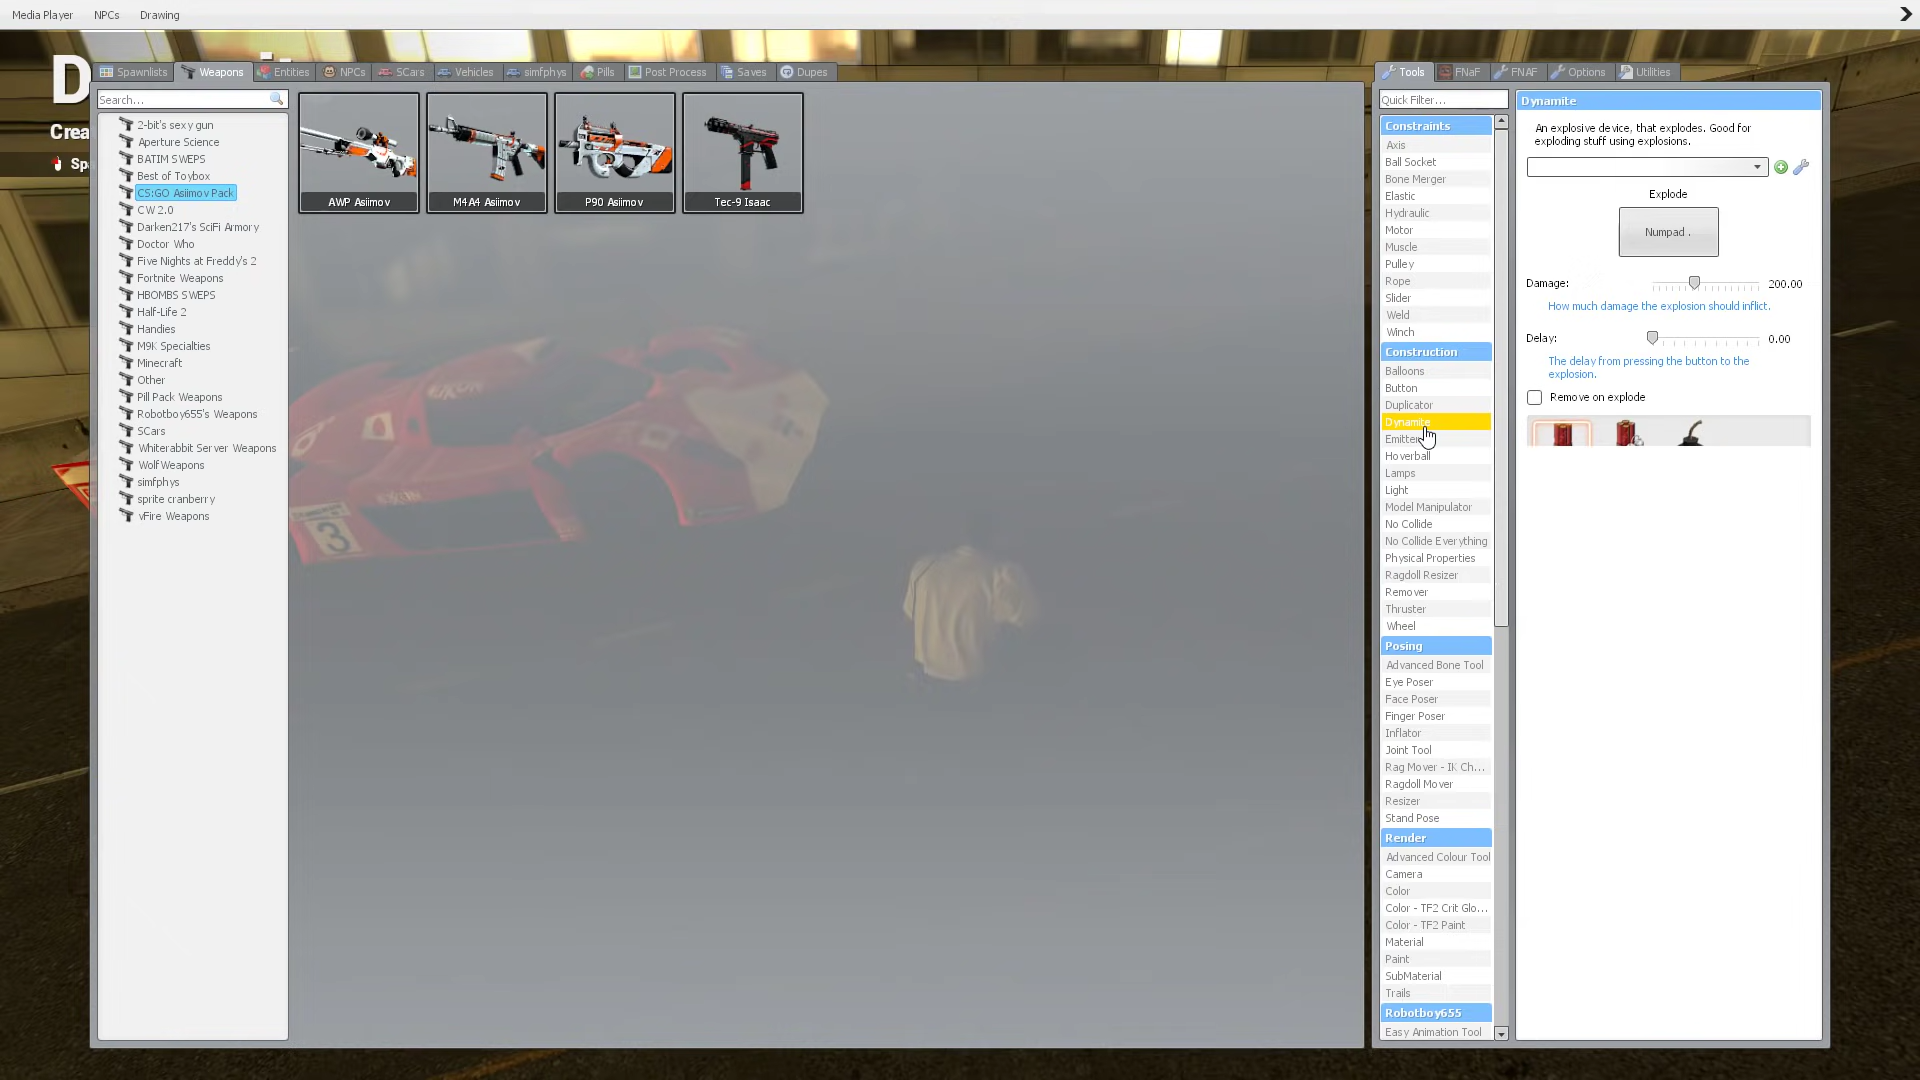 Media Player
NPCs
Drawing
D
Crea
Sp
Spawnlists
Weapons
Entities
NPCs
SCars
Vehicles
simfphys
Pills
Post Process
Saves
Dupes
Search...
2-bit's sexy gun
Aperture Science
BATIM SWEPS
Best of Toybox
CS:GO Asiimov Pack
CW 2.0
Darken217's SciFi Armory
Doctor Who
Five Nights at Freddy's 2
Fortnite Weapons
HBOMBS SWEPS
Half-Life 2
Handies
M9K Specialties
Minecraft
Other
Pill Pack Weapons
Robotboy655's Weapons
SCars
Whiterabbit Server Weapons
Wolf Weapons
simfphys
sprite cranberry
vFire Weapons
AWP Asiimov
M4A4 Asiimov
P90 Asiimov
Tec-9 Isaac
3
Tools
FNaF
FNAF
Options
Utilities
Quick Filter...
Constraints
Axis
Ball Socket
Bone Merger
Elastic
Hydraulic
Motor
Muscle
Pulley
Rope
Slider
Weld
Winch
Construction
Balloons
Button
Duplicator
Dynamite
Emitter
Hoverball
Lamps
Light
Model Manipulator
No Collide
No Collide Everything
Physical Properties
Ragdoll Resizer
Remover
Thruster
Wheel
Posing
Advanced Bone Tool
Eye Poser
Face Poser
Finger Poser
Inflator
Joint Tool
Rag Mover - IK Ch...
Ragdoll Mover
Resizer
Stand Pose
Render
Advanced Colour Tool
Camera
Color
Color - TF2 Crit Glo...
Color - TF2 Paint
Material
Paint
SubMaterial
Trails
Robotboy655
Easy Animation Tool
Dynamite
An explosive device, that explodes. Good for
exploding stuff using explosions.
Explode
Numpad .
Damage: 200.00
How much damage the explosion should inflict.
Delay: 0.00
The delay from pressing the button to the
explosion.
Remove on explode